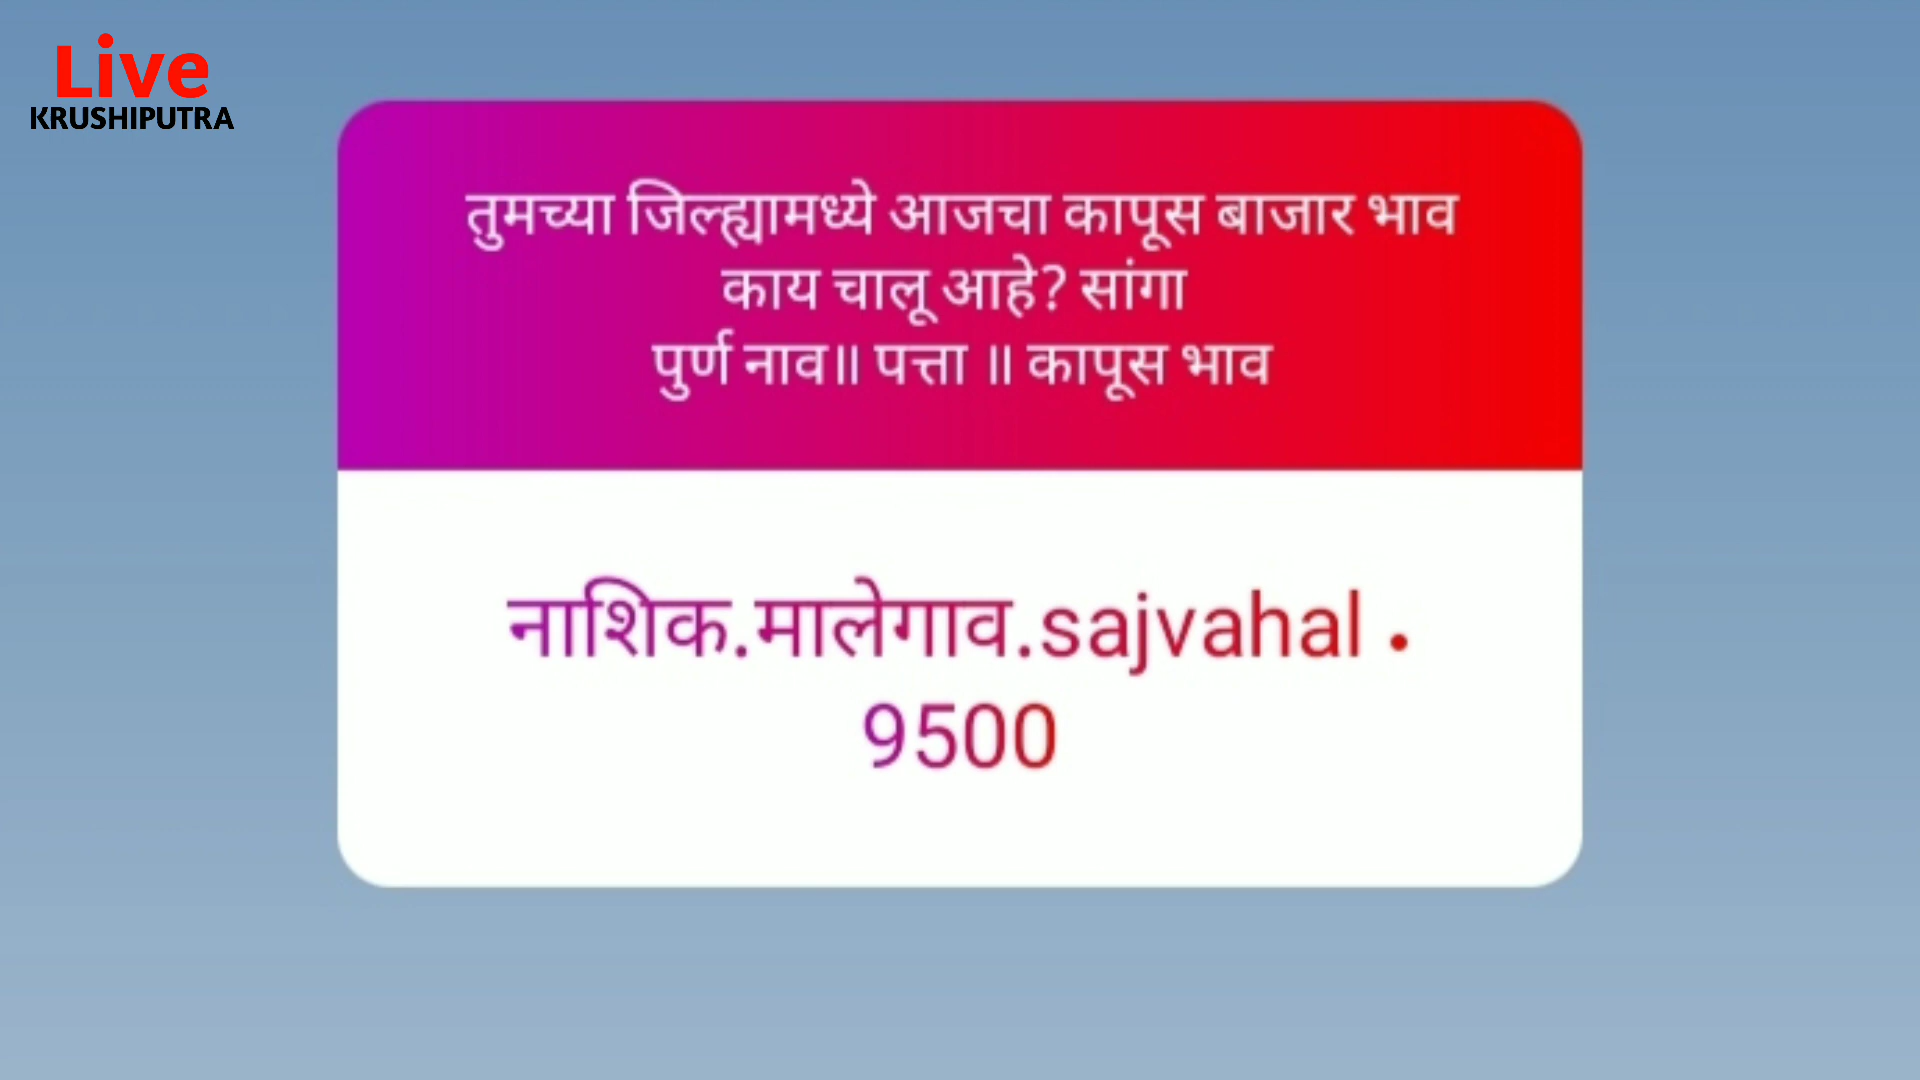 Live
KRUSHIPUTRA
तुमच्या जिल्ह्यामध्ये आजचा कापूस बाजार भाव
काय चालू आहे? सांगा
पुर्ण नाव॥ पत्ता ॥ कापूस भाव
नाशिक.मालेगाव.sajvahal •
9500